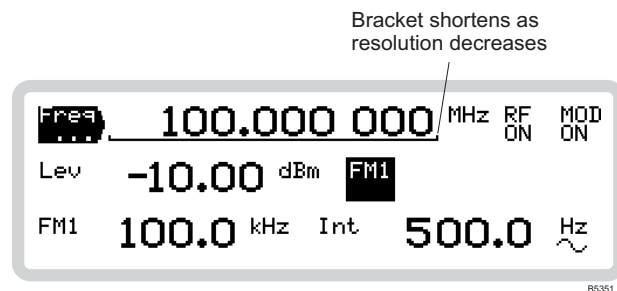 Bracket shortens as
resolution decreases
Freq ... 100.000 000 MHz RF ON MOD ON
Lev -10.00 dBm FM1
FM1 100.0 kHz Int 500.0 Hz
B5351